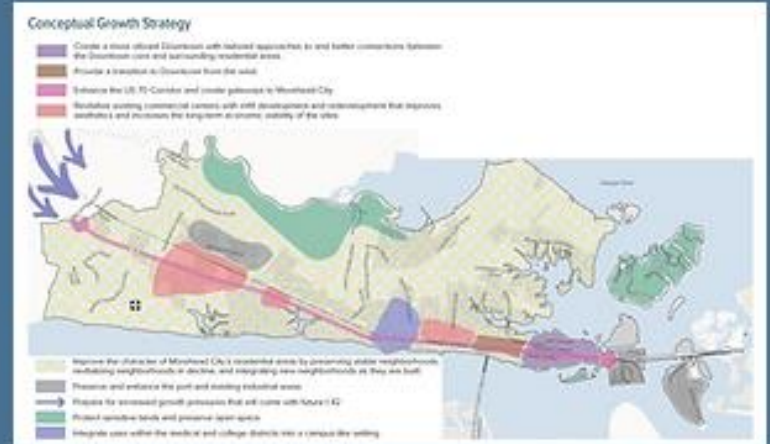 Conceptual Growth Strategy
Create a more vibrant Downtown with tailored approaches to and better connections between
the Downtown core and surrounding residential areas.
Provide a transition to Downtown from the west.
Enhance the US 70 Corridor and create gateways to Morehead City.
Revitalize existing commercial centers with infill development and redevelopment that improves
aesthetics and increases the long-term economic viability of the sites.
Improve the character of Morehead City's residential areas by preserving stable neighborhoods,
revitalizing neighborhoods in decline, and integrating new neighborhoods as they are built.
Preserve and enhance the port and existing industrial areas.
Prepare for increased growth pressures that will come with future I-42.
Protect sensitive lands and preserve open space.
Integrate uses within the medical and college districts into a campus-like setting.